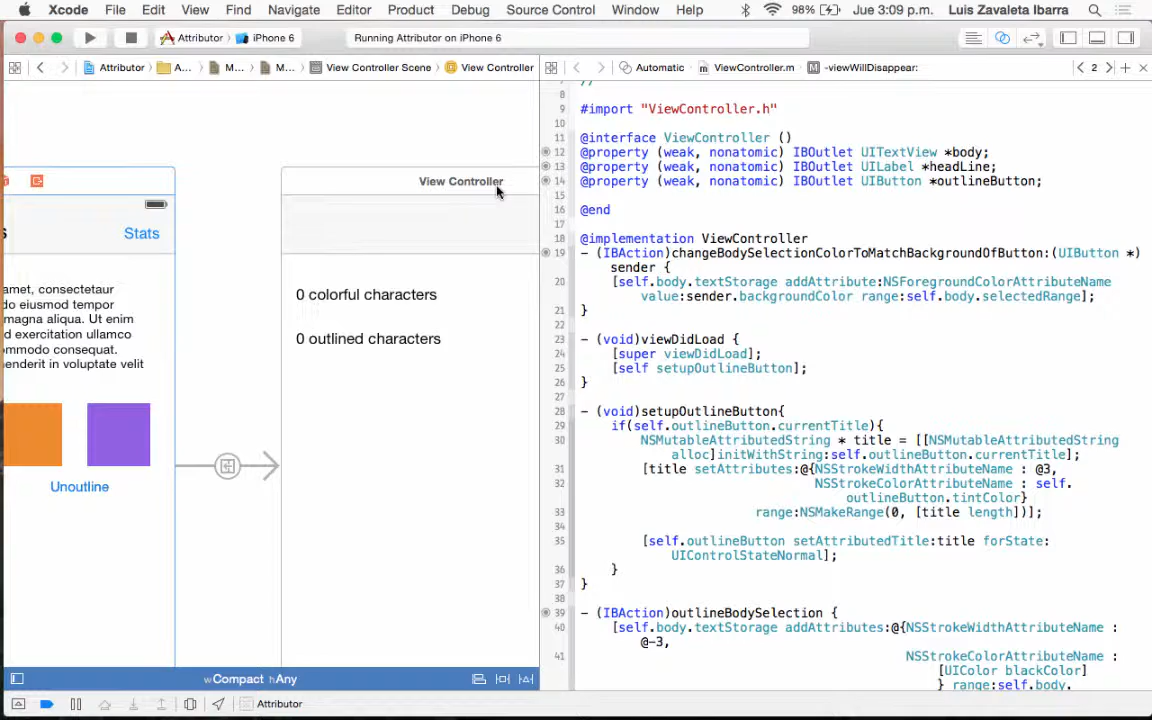 Xcode File Edit View Find Navigate Editor Product Debug Source Control Window Help 98% Jue 3:09 p.m. Luis Zavaleta Ibarra
Attributor iPhone 6 Running Attributor on iPhone 6
Attributor A... M... M... View Controller Scene View Controller
Automatic ViewController.m -viewWillDisappear: 2
View Controller
s Stats
amet, consectetaur
do eiusmod tempor
magna aliqua. Ut enim
d exercitation ullamco
ommodo consequat.
henderit in voluptate velit
Unoutline
0 colorful characters
0 outlined characters
wCompact hAny
//
8
9 #import "ViewController.h"
10
11 @interface ViewController ()
12 @property (weak, nonatomic) IBOutlet UITextView *body;
13 @property (weak, nonatomic) IBOutlet UILabel *headLine;
14 @property (weak, nonatomic) IBOutlet UIButton *outlineButton;
15
16 @end
17
18 @implementation ViewController
19 - (IBAction)changeBodySelectionColorToMatchBackgroundOfButton:(UIButton *)
sender {
20 [self.body.textStorage addAttribute:NSForegroundColorAttributeName
value:sender.backgroundColor range:self.body.selectedRange];
21 }
22
23 - (void)viewDidLoad {
24 [super viewDidLoad];
25 [self setupOutlineButton];
26 }
27
28 - (void)setupOutlineButton{
29 if(self.outlineButton.currentTitle){
30 NSMutableAttributedString * title = [[NSMutableAttributedString
alloc]initWithString:self.outlineButton.currentTitle];
31 [title setAttributes:@{NSStrokeWidthAttributeName : @3,
32 NSStrokeColorAttributeName : self.
outlineButton.tintColor}
33 range:NSMakeRange(0, [title length])];
34
35 [self.outlineButton setAttributedTitle:title forState:
UIControlStateNormal];
36 }
37 }
38
39 - (IBAction)outlineBodySelection {
40 [self.body.textStorage addAttributes:@{NSStrokeWidthAttributeName :
@-3,
41 NSStrokeColorAttributeName :
[UIColor blackColor]
} range:self.body.
Attributor